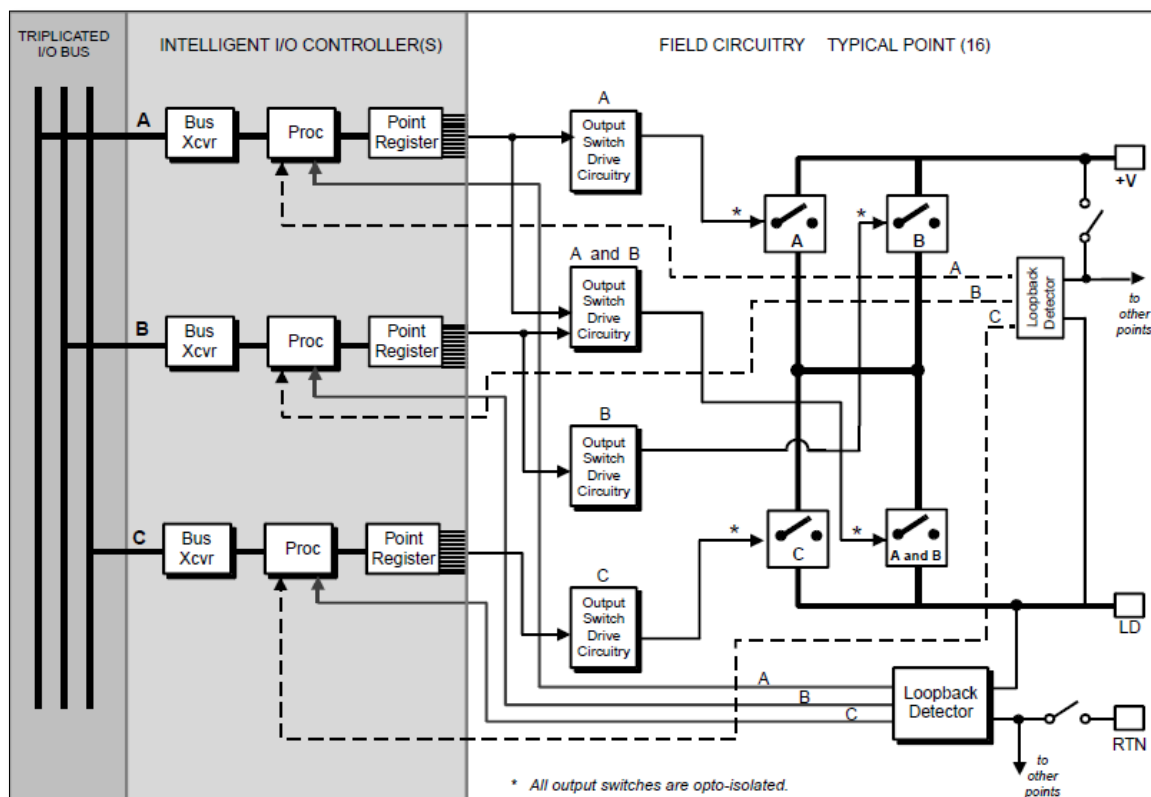 TRIPLICATED
I/O BUS
INTELLIGENT I/O CONTROLLER(S)
FIELD CIRCUITRY TYPICAL POINT (16)
A
Bus
Xcvr
Proc
Point
Register
A
Output
Switch
Drive
Circuitry
+V
*
A
*
B
A and B
Output
Switch
Drive
Circuitry
A
B
C
Loopback
Detector
to
other
points
B
Bus
Xcvr
Proc
Point
Register
B
Output
Switch
Drive
Circuitry
C
Bus
Xcvr
Proc
Point
Register
*
C
*
A and B
C
Output
Switch
Drive
Circuitry
LD
A
B
C
Loopback
Detector
RTN
to
other
points
* All output switches are opto-isolated.